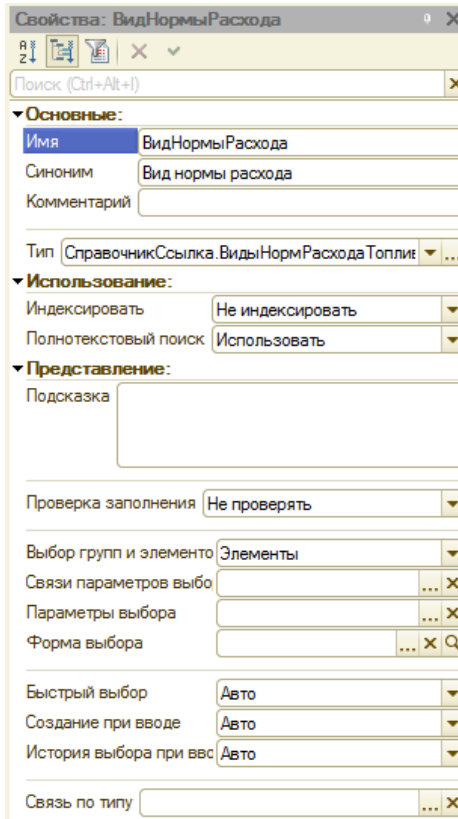 Свойства: ВидНормыРасхода
Поиск (Ctrl+Alt+I)
Основные:
Имя ВидНормыРасхода
Синоним Вид нормы расхода
Комментарий
Тип СправочникСсылка.ВидыНормРасходаТоплив ...
Использование:
Индексировать Не индексировать
Полнотекстовый поиск Использовать
Представление:
Подсказка
Проверка заполнения Не проверять
Выбор групп и элементо Элементы
Связи параметров выбо ...
Параметры выбора ...
Форма выбора ...
Быстрый выбор Авто
Создание при вводе Авто
История выбора при ввс Авто
Связь по типу ...